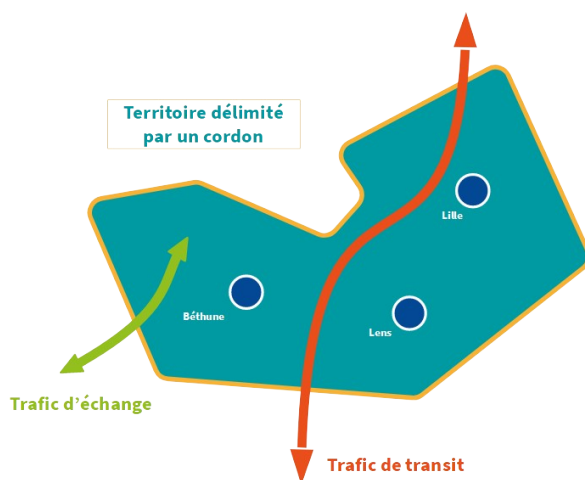 Territoire délimité
par un cordon
Lille
Béthune
Lens
Trafic d'échange
Trafic de transit